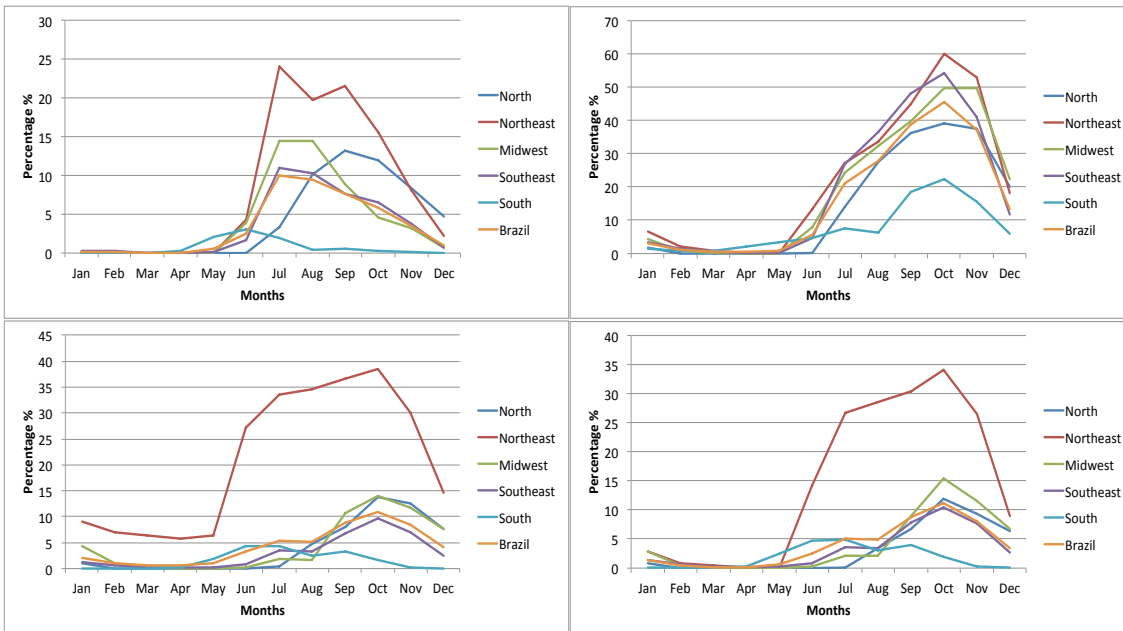 30
25
20
15
10
5
0
Percentage %
Jan Feb Mar Apr May Jun Jul Aug Sep Oct Nov Dec
Months
North
Northeast
Midwest
Southeast
South
Brazil
70
60
50
40
30
20
10
0
Percentage %
Jan Feb Mar Apr May Jun Jul Aug Sep Oct Nov Dec
Months
North
Northeast
Midwest
Southeast
South
Brazil
45
40
35
30
25
20
15
10
5
0
Percentage %
Jan Feb Mar Apr May Jun Jul Aug Sep Oct Nov Dec
Months
North
Northeast
Midwest
Southeast
South
Brazil
40
35
30
25
20
15
10
5
0
Percentage %
Jan Feb Mar Apr May Jun Jul Aug Sep Oct Nov Dec
Months
North
Northeast
Midwest
Southeast
South
Brazil